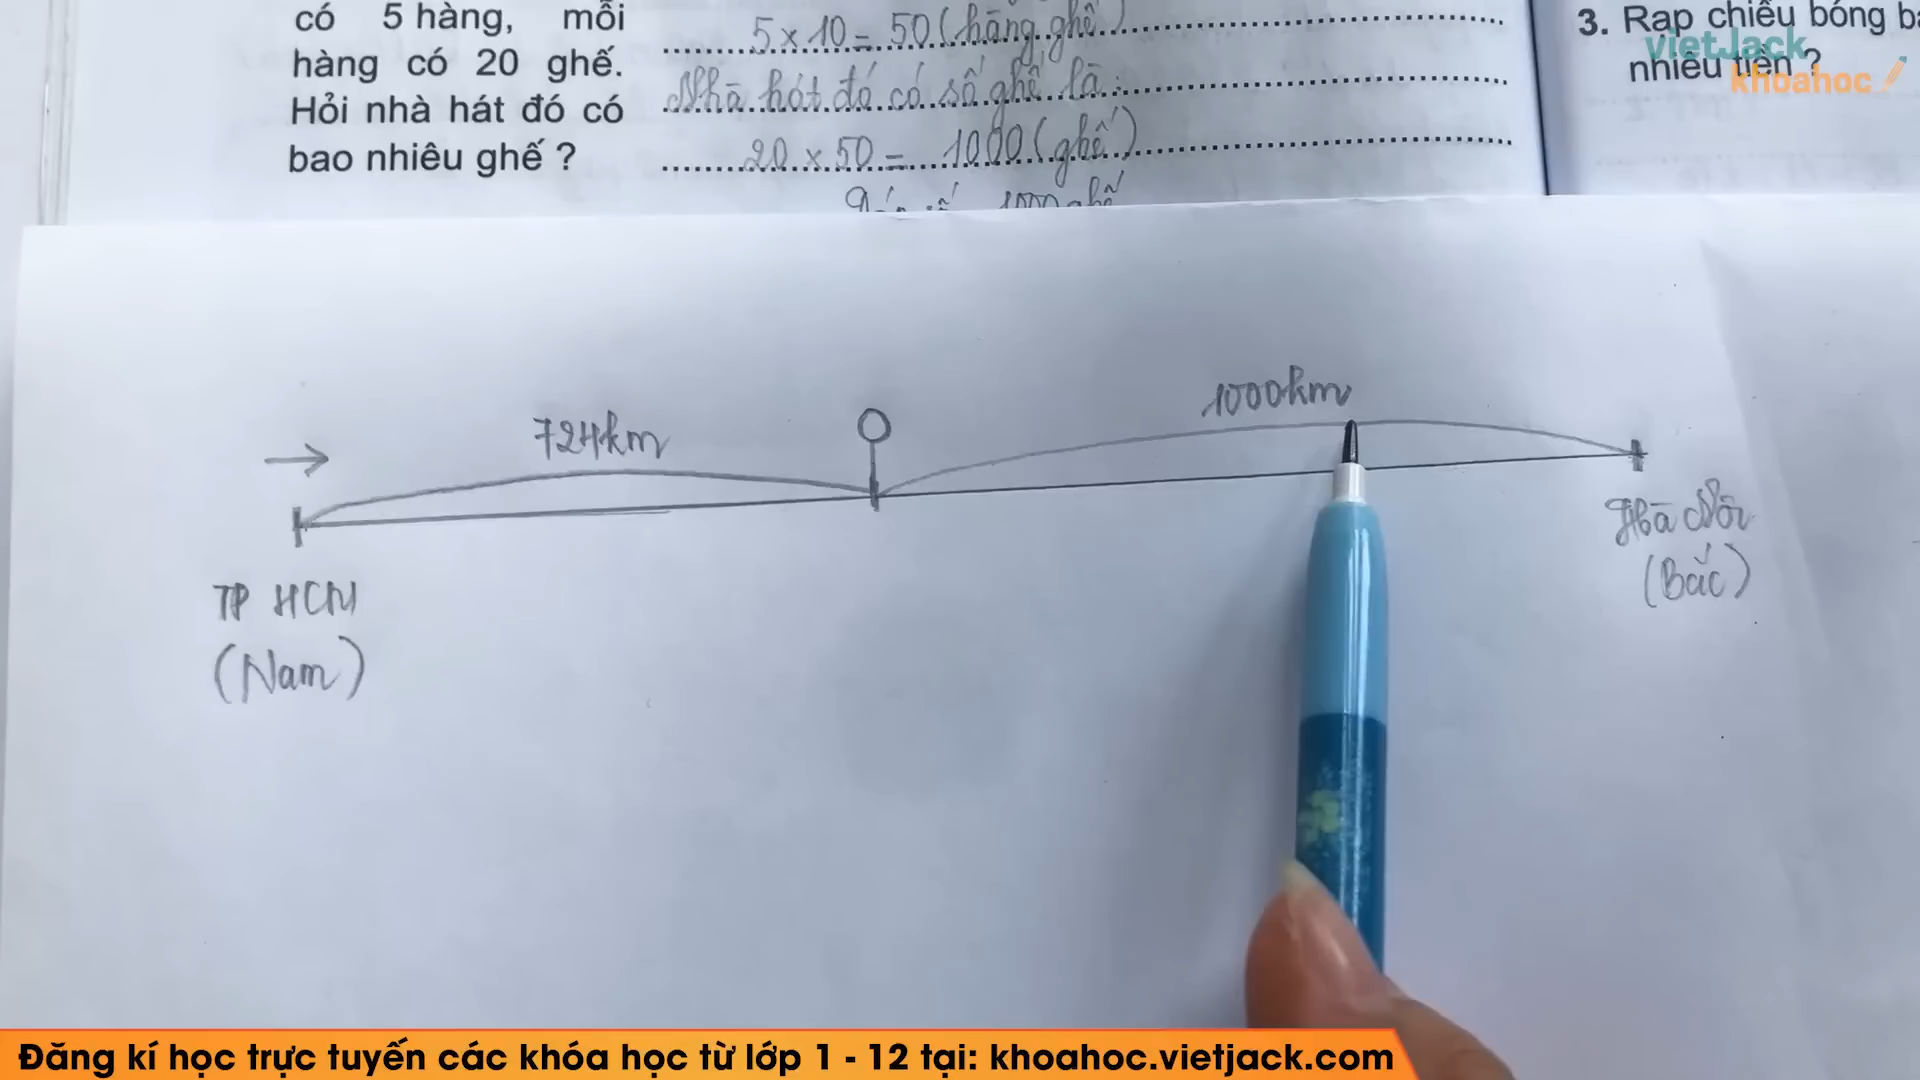 có 5 hàng, mỗi
hàng có 20 ghế.
Hỏi nhà hát đó có
bao nhiêu ghế ?
5 x 10 = 50 (hàng ghế)
Nhà hát đó có số ghế là:
20 x 50 = 1000 (ghế)
1000 ghế
3. Rạp chiếu bóng
nhiêu tiền ?
vietJack
khoahoc
724km
1000km
TP HCM
(Nam)
Hà Nội
(Bắc)
Đăng kí học trực tuyến các khóa học từ lớp 1 - 12 tại: khoahoc.vietjack.com